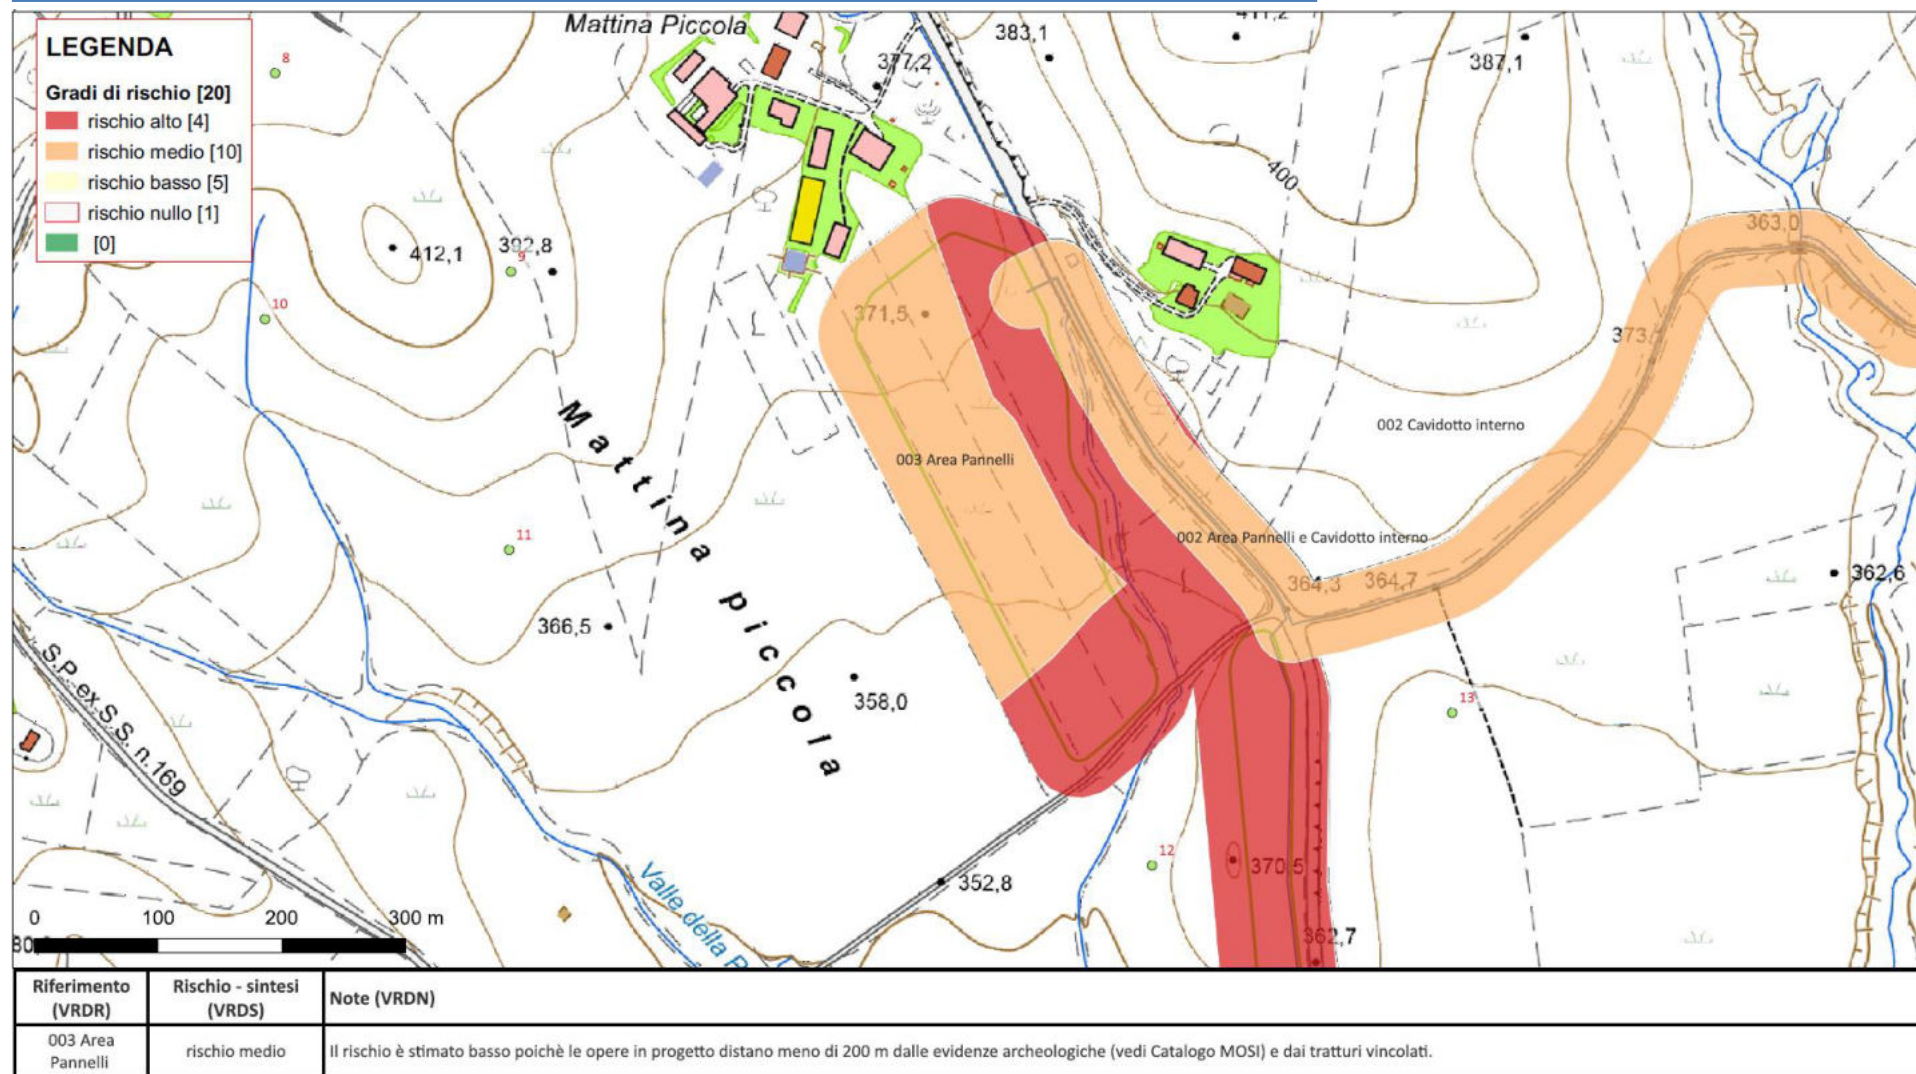 LEGENDA
Gradi di rischio [20]
rischio alto [4]
rischio medio [10]
rischio basso [5]
rischio nullo [1]
[0]
Mattina Piccola
377,2
383,1
387,1
400
8
412,1
392,8
9
10
371,5
363,0
002 Cavidotto interno
003 Area Pannelli
11
Mattina piccola
002 Area Pannelli e Cavidotto interno
364,3
364,7
362,6
366,5
358,0
13
S.P. ex S.S. n.169
12
370,5
352,8
362,7
0 100 200 300 m
Riferimento (VRDR)
Rischio - sintesi (VRDS)
Note (VRDN)
003 Area Pannelli
rischio medio
Il rischio è stimato basso poichè le opere in progetto distano meno di 200 m dalle evidenze archeologiche (vedi Catalogo MOSI) e dai tratturi vincolati.